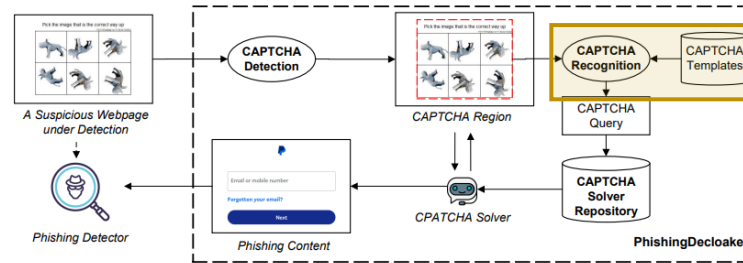 Pick the image that is the correct way up
A Suspicious Webpage
under Detection
CAPTCHA
Detection
Pick the image that is the correct way up
CAPTCHA Region
CAPTCHA
Recognition
CAPTCHA
Templates
CAPTCHA
Query
CAPTCHA
Solver
Repository
CPATCHA Solver
Email or mobile number
Forgotten your email?
Next
Phishing Content
Phishing Detector
PhishingDecloaker